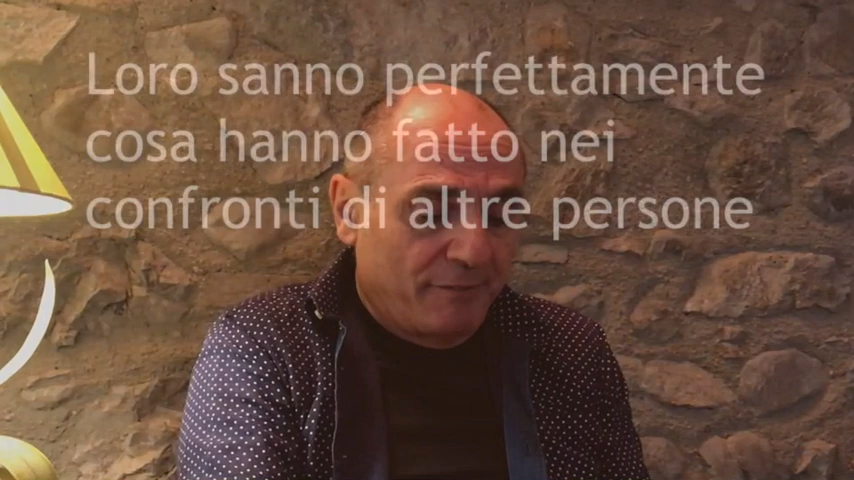 Loro sanno perfettamente
cosa hanno fatto nei
confronti di altre persone